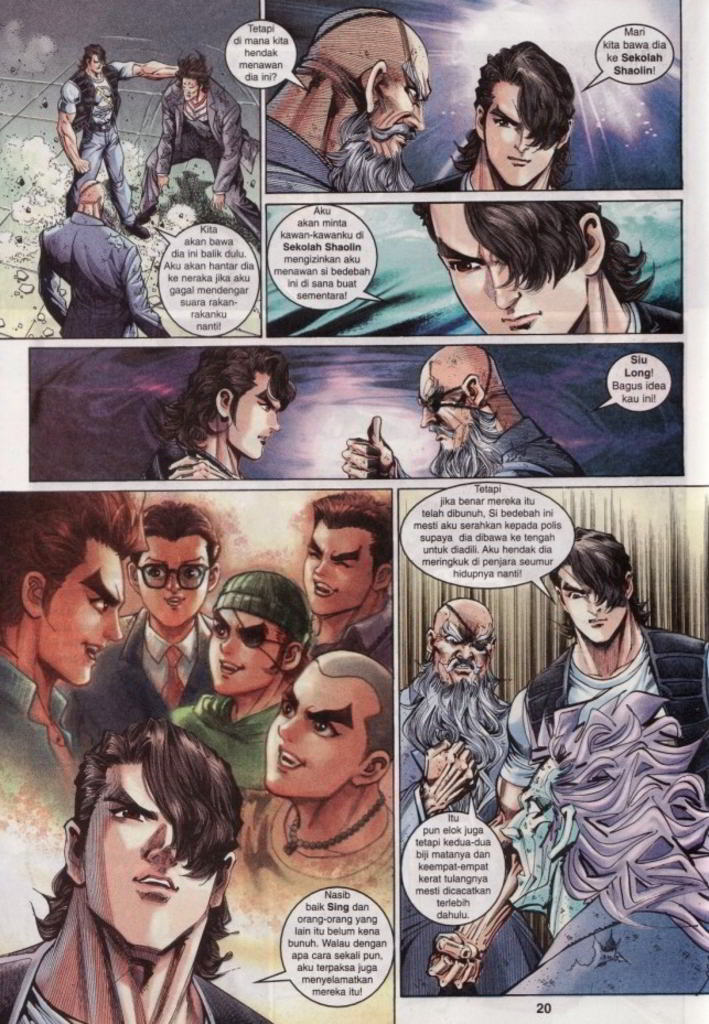 Tetapi
di mana kita
hendak
menawan
dia ini?
Kita
akan bawa
dia ini balik dulu.
Aku akan hantar dia
ke neraka jika aku
gagal mendengar
suara rakan-
rakanku
nanti!
Mari
kita bawa dia
ke Sekolah
Shaolin!
Aku
akan minta
kawan-kawanku di
Sekolah Shaolin
mengizinkan aku
menawan si bedebah
ini di sana buat
sementara!
Siu
Long!
Bagus idea
kau ini!
Nasib
baik Sing dan
orang-orang yang
lain itu belum kena
bunuh. Walau dengan
apa cara sekali pun,
aku terpaksa juga
menyelamatkan
mereka itu!
Tetapi
jika benar mereka itu
telah dibunuh, Si bedebah ini
mesti aku serahkan kepada polis
supaya dia dibawa ke tengah
untuk diadili. Aku hendak dia
meringkuk di penjara seumur
hidupnya nanti!
Itu
pun elok juga
tetapi kedua-dua
biji matanya dan
keempat-empat
kerat tulangnya
mesti dicacatkan
terlebih
dahulu.
20